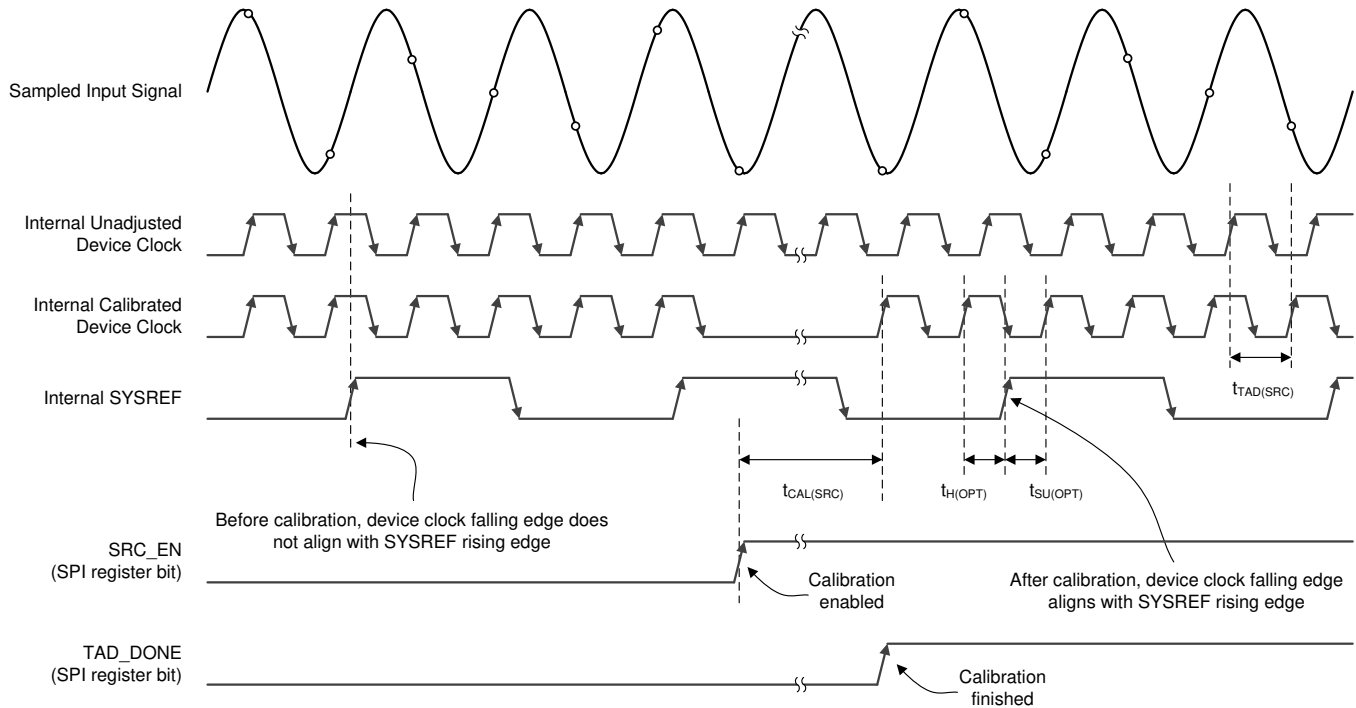 Sampled Input Signal
Internal Unadjusted
Device Clock
Internal Calibrated
Device Clock
Internal SYSREF
tTAD(SRC)
tCAL(SRC)
tH(OPT)
tSU(OPT)
Before calibration, device clock falling edge does
not align with SYSREF rising edge
SRC_EN
(SPI register bit)
Calibration
enabled
After calibration, device clock falling edge
aligns with SYSREF rising edge
TAD_DONE
(SPI register bit)
Calibration
finished